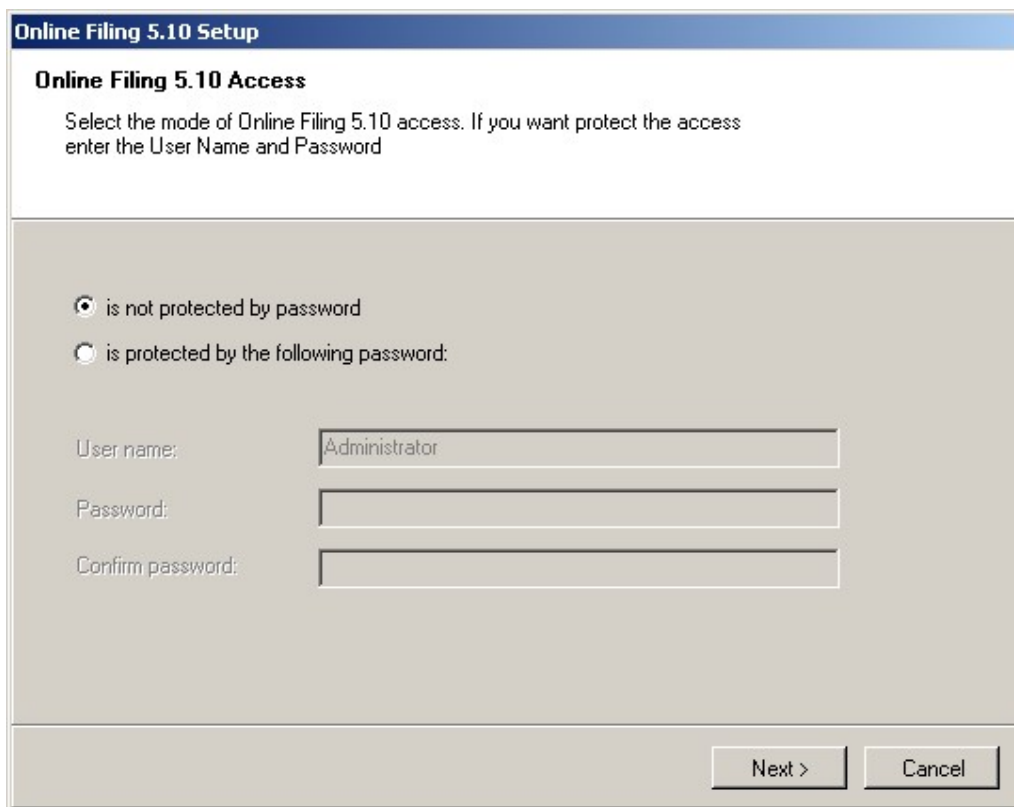 Online Filing 5.10 Setup
Online Filing 5.10 Access
Select the mode of Online Filing 5.10 access. If you want protect the access
enter the User Name and Password
is not protected by password
is protected by the following password:
User name:
Administrator
Password:
Confirm password:
Next >
Cancel